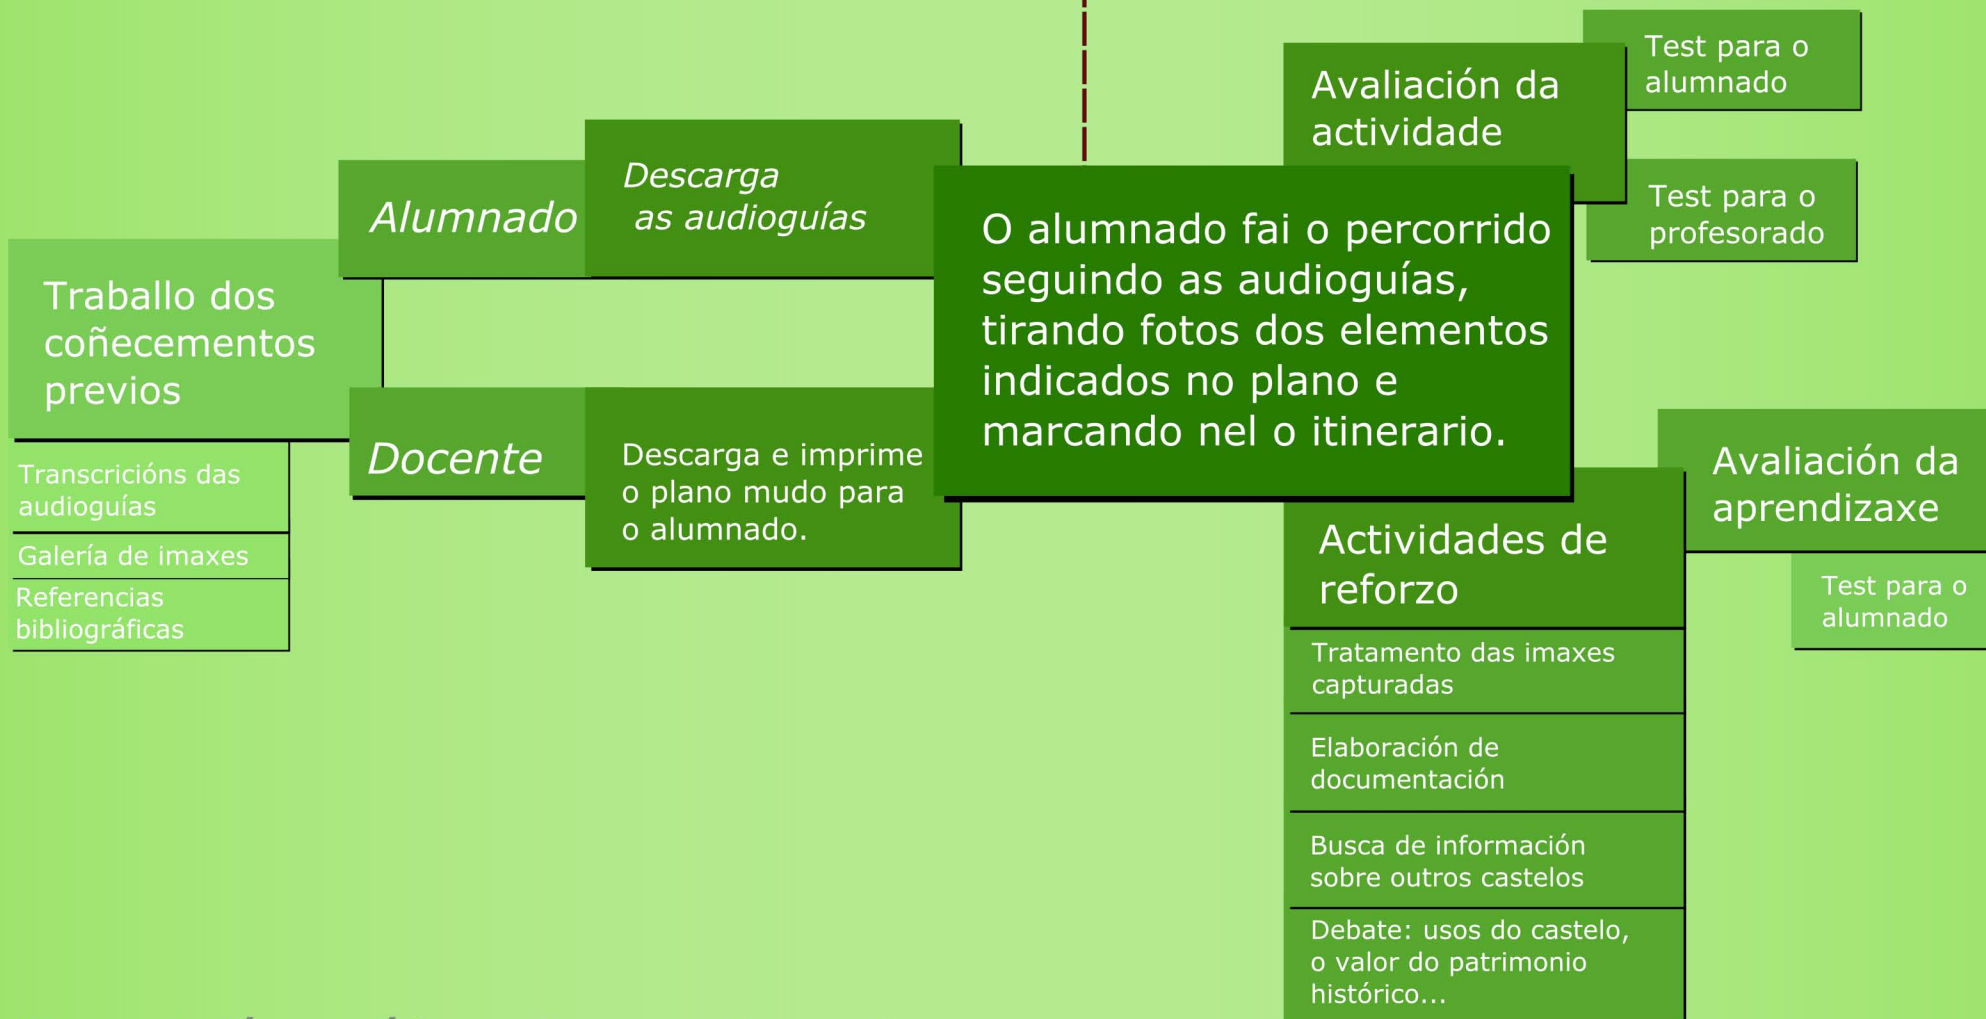 Traballo dos
coñecementos
previos
Transcricións das
audioguías
Galería de imaxes
Referencias
bibliográficas
Alumnado
Descarga
as audioguías
Docente
Descarga e imprime
o plano mudo para
o alumnado.
O alumnado fai o percorrido
seguindo as audioguías,
tirando fotos dos elementos
indicados no plano e
marcando nel o itinerario.
Avaliación da
actividade
Test para o
alumnado
Test para o
profesorado
Actividades de
reforzo
Tratamento das imaxes
capturadas
Elaboración de
documentación
Busca de información
sobre outros castelos
Debate: usos do castelo,
o valor do patrimonio
histórico...
Avaliación da
aprendizaxe
Test para o
alumnado